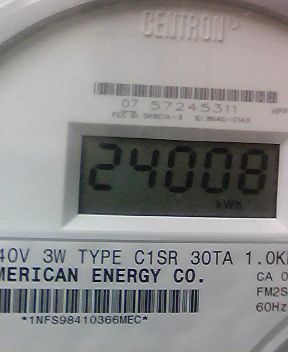 CENTRON®
07 57245311
24008
kWh
40V 3W TYPE C1SR 30TA 1.0K
MERICAN ENERGY CO.
CA 0
FM2S
60Hz
*1NFS98410366MEC*